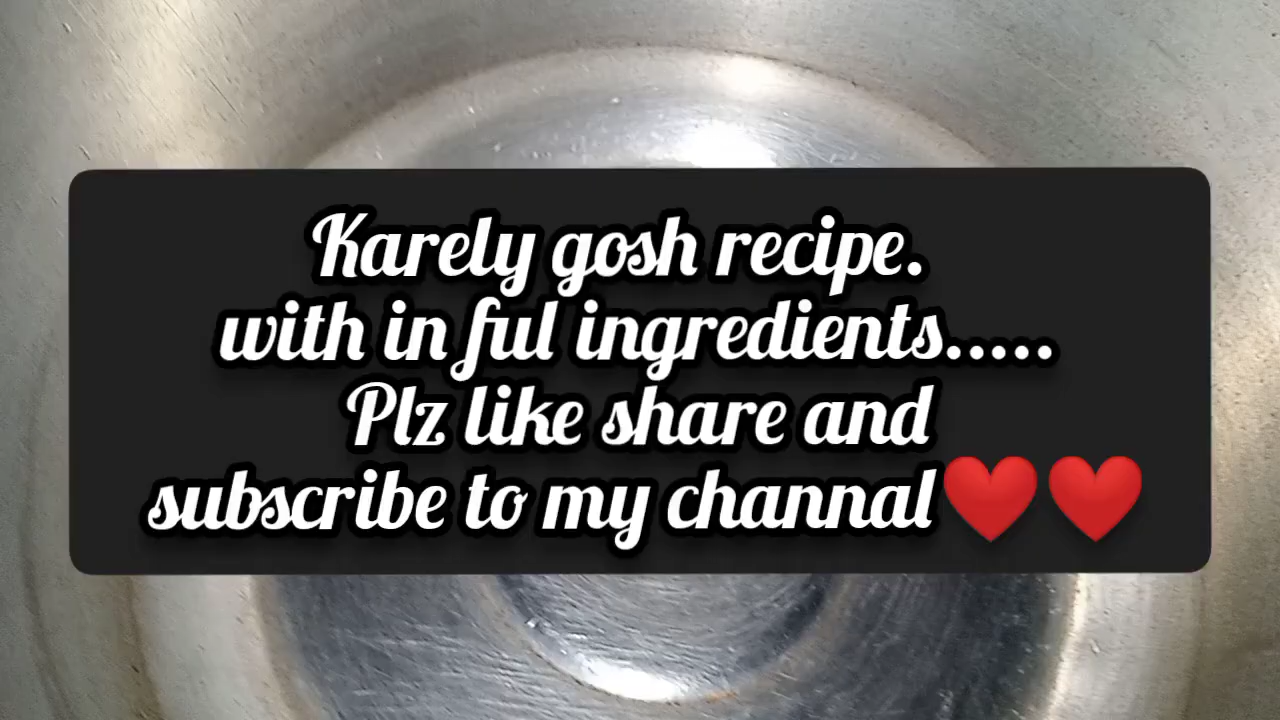 Karely gosh recipe.
with in ful ingredients.....
Plz like share and
subscribe to my channal❤️❤️